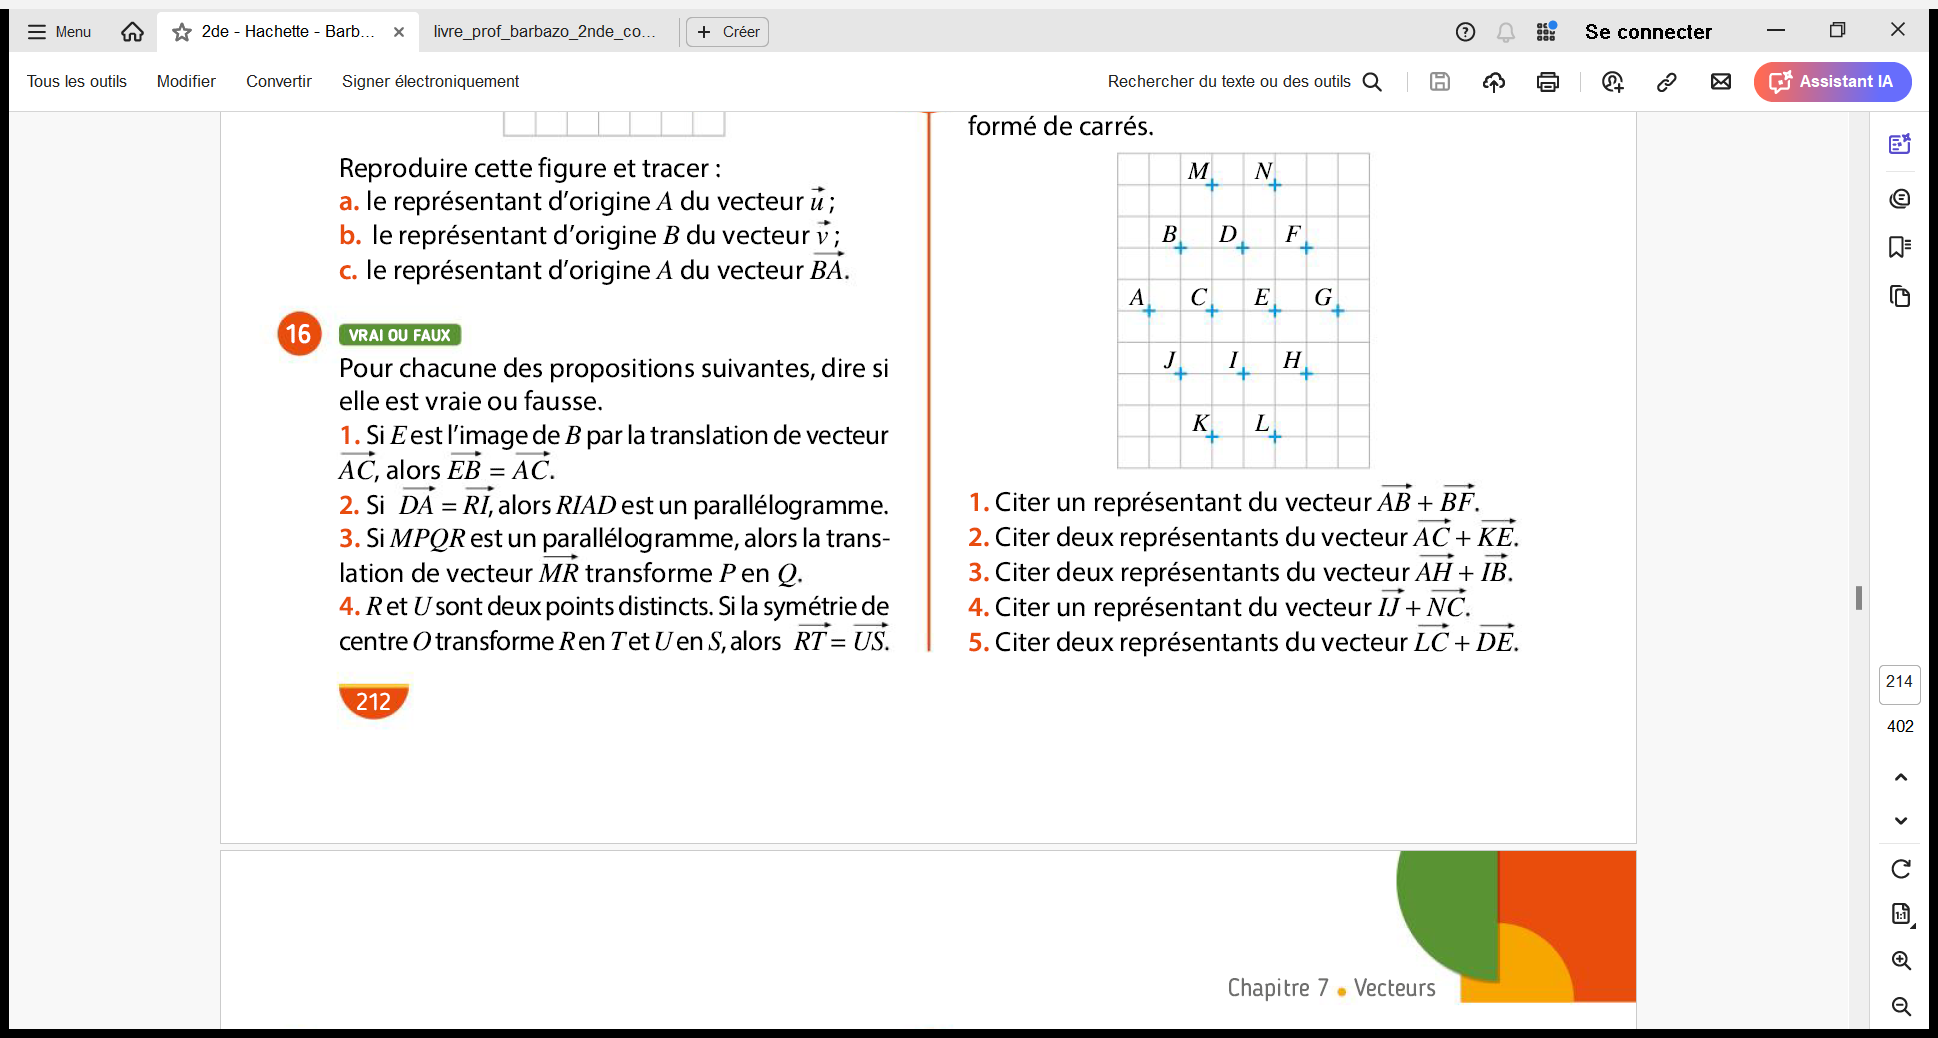 Menu
2de - Hachette - Barb...
livre_prof_barbazo_2nde_co...
+ Créer
Se connecter
Tous les outils
Modifier
Convertir
Signer électroniquement
Rechercher du texte ou des outils
Assistant IA
Reproduire cette figure et tracer :
a. le représentant d’origine A du vecteur u ;
b. le représentant d’origine B du vecteur v ;
c. le représentant d’origine A du vecteur BA.
16 VRAI OU FAUX
Pour chacune des propositions suivantes, dire si
elle est vraie ou fausse.
1. Si E est l’image de B par la translation de vecteur
AC, alors EB = AC.
2. Si DA = RI, alors RIAD est un parallélogramme.
3. Si MPQR est un parallélogramme, alors la trans-
lation de vecteur MR transforme P en Q.
4. R et U sont deux points distincts. Si la symétrie de
centre O transforme R en T et U en S, alors RT = US.
212
formé de carrés.
M N
B D F
A C E G
J I H
K L
1. Citer un représentant du vecteur AB + BF.
2. Citer deux représentants du vecteur AC + KE.
3. Citer deux représentants du vecteur AH + IB.
4. Citer un représentant du vecteur IJ + NC.
5. Citer deux représentants du vecteur LC + DE.
Chapitre 7 • Vecteurs
214
402
1:1